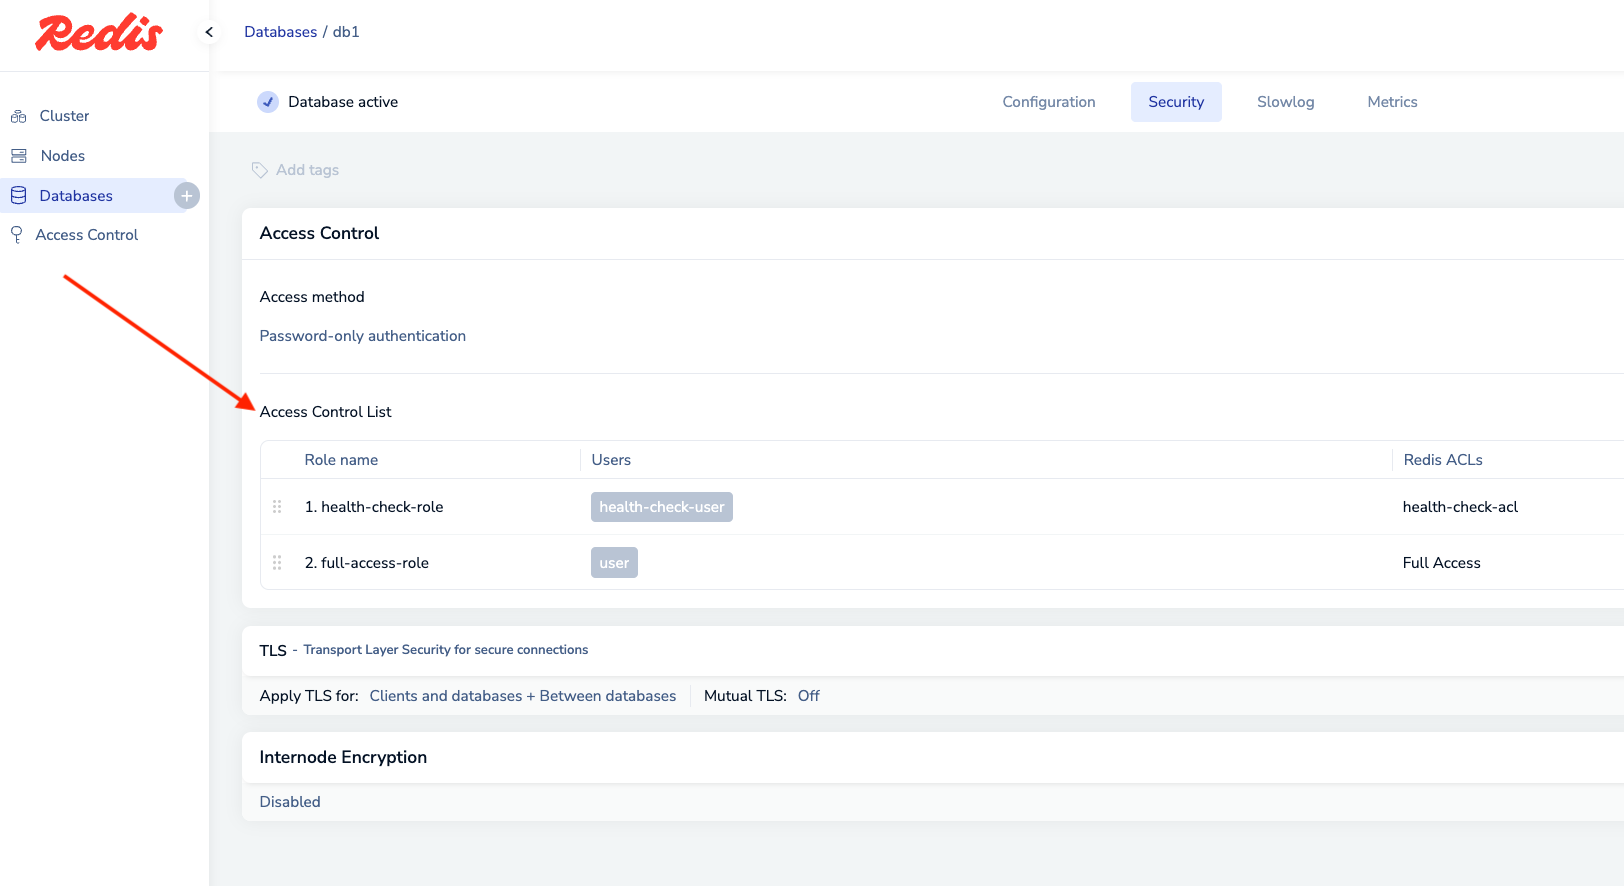 Redis
Databases / db1
Database active
Configuration
Security
Slowlog
Metrics
Cluster
Nodes
Databases
Access Control
Add tags
Access Control
Access method
Password-only authentication
Access Control List
Role name Users Redis ACLs
1. health-check-role health-check-user health-check-acl
2. full-access-role user Full Access
TLS - Transport Layer Security for secure connections
Apply TLS for: Clients and databases + Between databases Mutual TLS: Off
Internode Encryption
Disabled